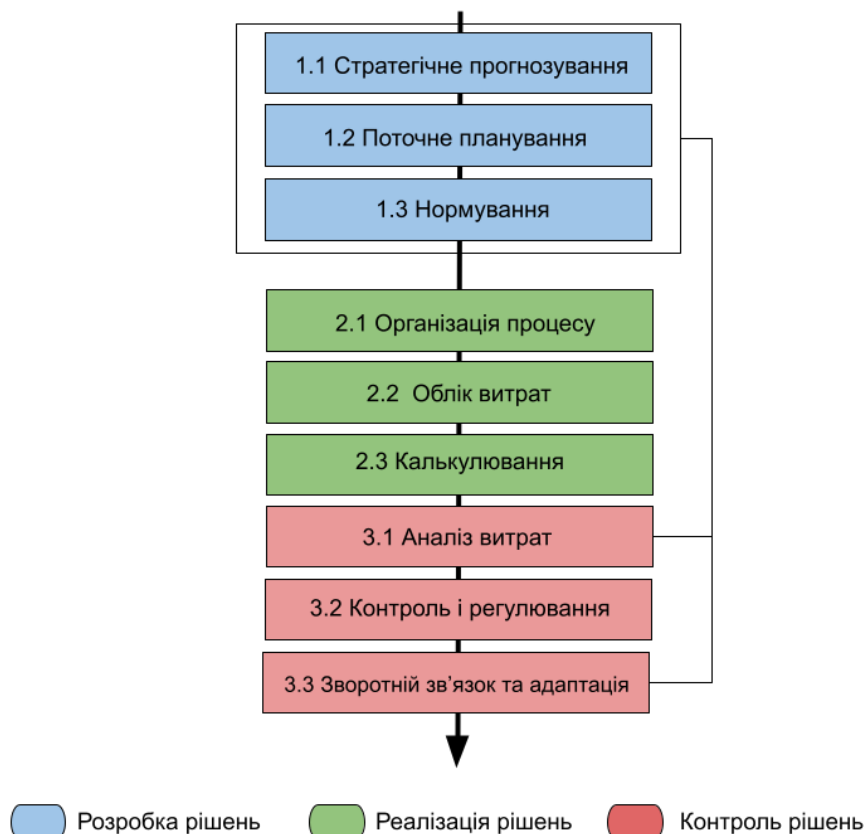 1.1 Стратегічне прогнозування
1.2 Поточне планування
1.3 Нормування
2.1 Організація процесу
2.2 Облік витрат
2.3 Калькулювання
3.1 Аналіз витрат
3.2 Контроль і регулювання
3.3 Зворотній зв’язок та адаптація
Розробка рішень
Реалізація рішень
Контроль рішень